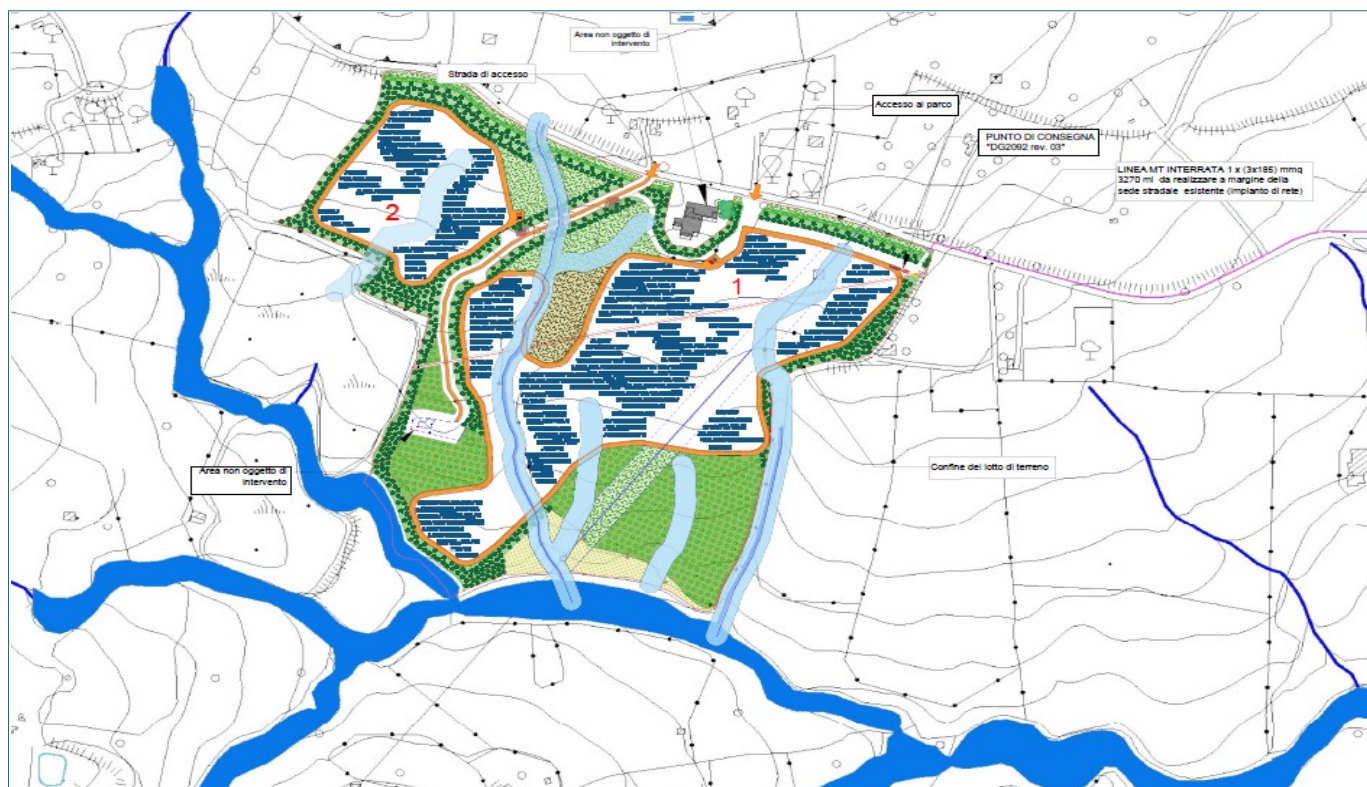 Area non oggetto di
intervento
Strada di accesso
Accesso al parco
PUNTO DI CONSEGNA
"DG2092 rev. 03"
LINEA MT INTERRATA 1 x (3x185) mmq
3270 ml da realizzare a margine della
sede stradale esistente (impianto di rete)
2
1
Area non oggetto di
intervento
Confine del lotto di terreno